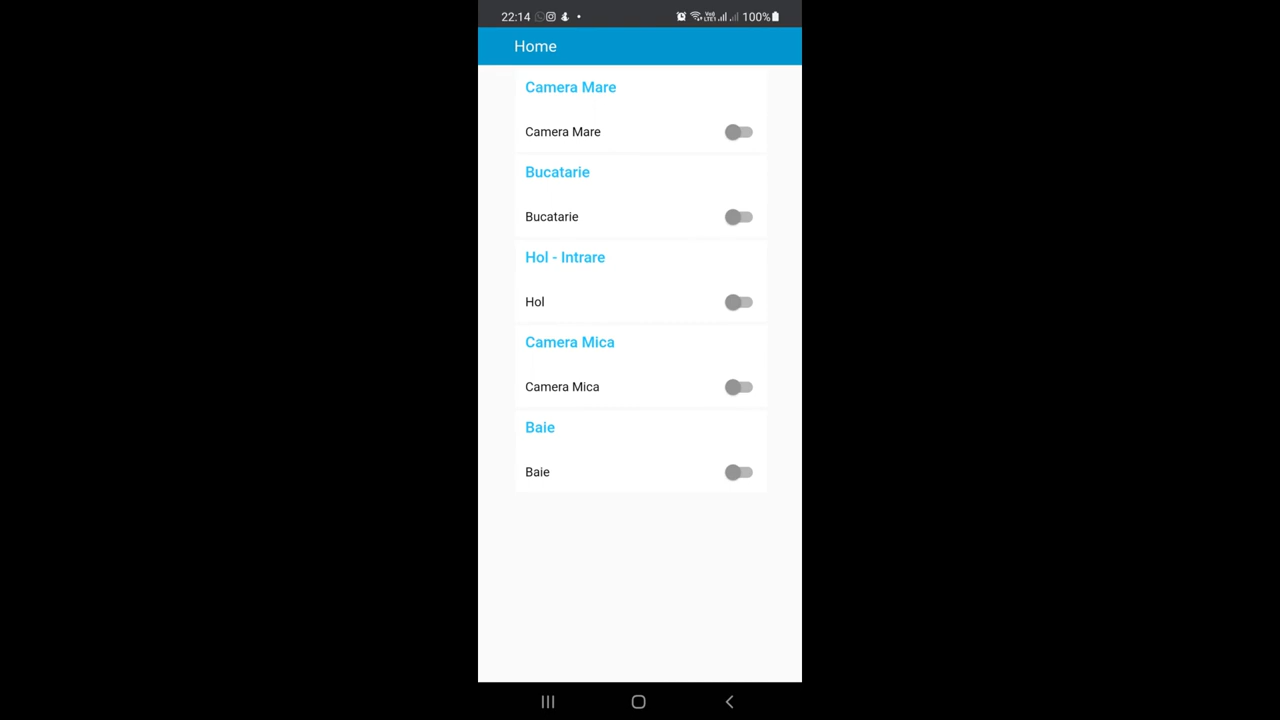 22:14 100%
Home
Camera Mare
Camera Mare
Bucatarie
Bucatarie
Hol - Intrare
Hol
Camera Mica
Camera Mica
Baie
Baie